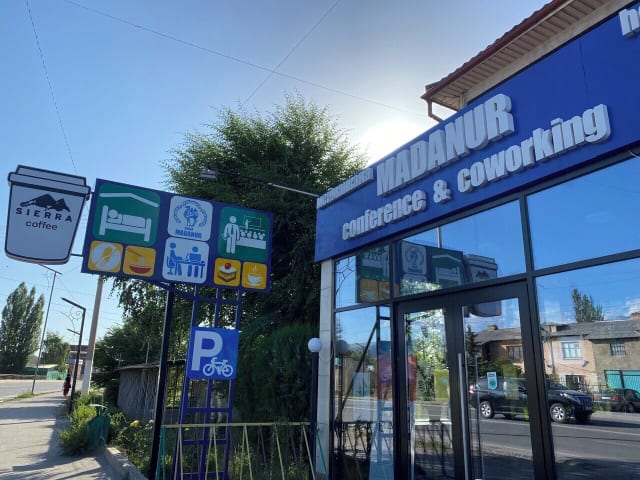 SIERRA
coffee
MADANUR
P
MADANUR
conference & coworking